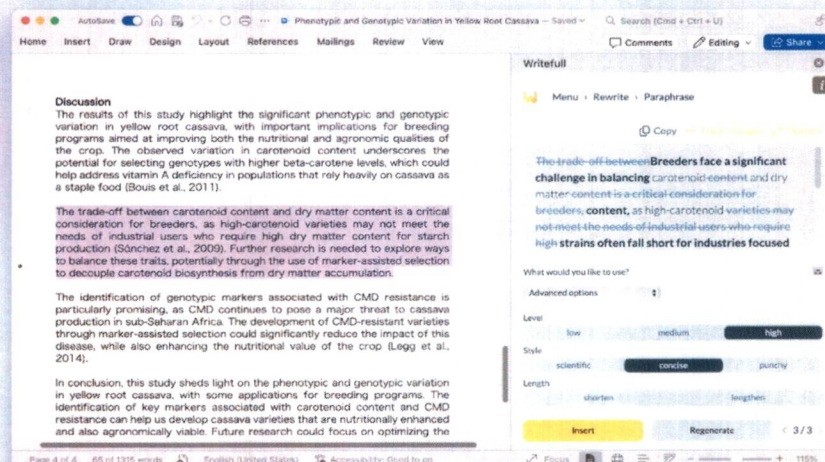 AutoSave
Phenotypic and Genotypic Variation in Yellow Root Cassava — Saved
Search (Cmd + Ctrl + U)
Home Insert Draw Design Layout References Mailings Review View
Comments Editing Share
Discussion
The results of this study highlight the significant phenotypic and genotypic
variation in yellow root cassava, with important implications for breeding
programs aimed at improving both the nutritional and agronomic qualities of
the crop. The observed variation in carotenoid content underscores the
potential for selecting genotypes with higher beta-carotene levels, which could
help address vitamin A deficiency in populations that rely heavily on cassava as
a staple food (Bouis et al., 2011).
The trade-off between carotenoid content and dry matter content is a critical
consideration for breeders, as high-carotenoid varieties may not meet the
needs of industrial users who require high dry matter content for starch
production (Sánchez et al., 2009). Further research is needed to explore ways
to balance these traits, potentially through the use of marker-assisted selection
to decouple carotenoid biosynthesis from dry matter accumulation.
The identification of genotypic markers associated with CMD resistance is
particularly promising, as CMD continues to pose a major threat to cassava
production in sub-Saharan Africa. The development of CMD-resistant varieties
through marker-assisted selection could significantly reduce the impact of this
disease, while also enhancing the nutritional value of the crop (Legg et al.,
2014).
In conclusion, this study sheds light on the phenotypic and genotypic variation
in yellow root cassava, with some applications for breeding programs. The
identification of key markers associated with carotenoid content and CMD
resistance can help us develop cassava varieties that are nutritionally enhanced
and also agronomically viable. Future research could focus on optimizing the
Writefull
Menu › Rewrite › Paraphrase
Copy
The trade-off between Breeders face a significant
challenge in balancing carotenoid content and dry
matter content is a critical consideration for
breeders, content, as high-carotenoid varieties may
not meet the needs of industrial users who require
high strains often fall short for industries focused
What would you like to use?
Advanced options
Level
low medium high
Style
scientific concise punchy
Length
shorten lengthen
Insert Regenerate < 3 / 3
Page 4 of 4 65 of 1315 words English (United States) Accessibility: Good to go
Focus 115%